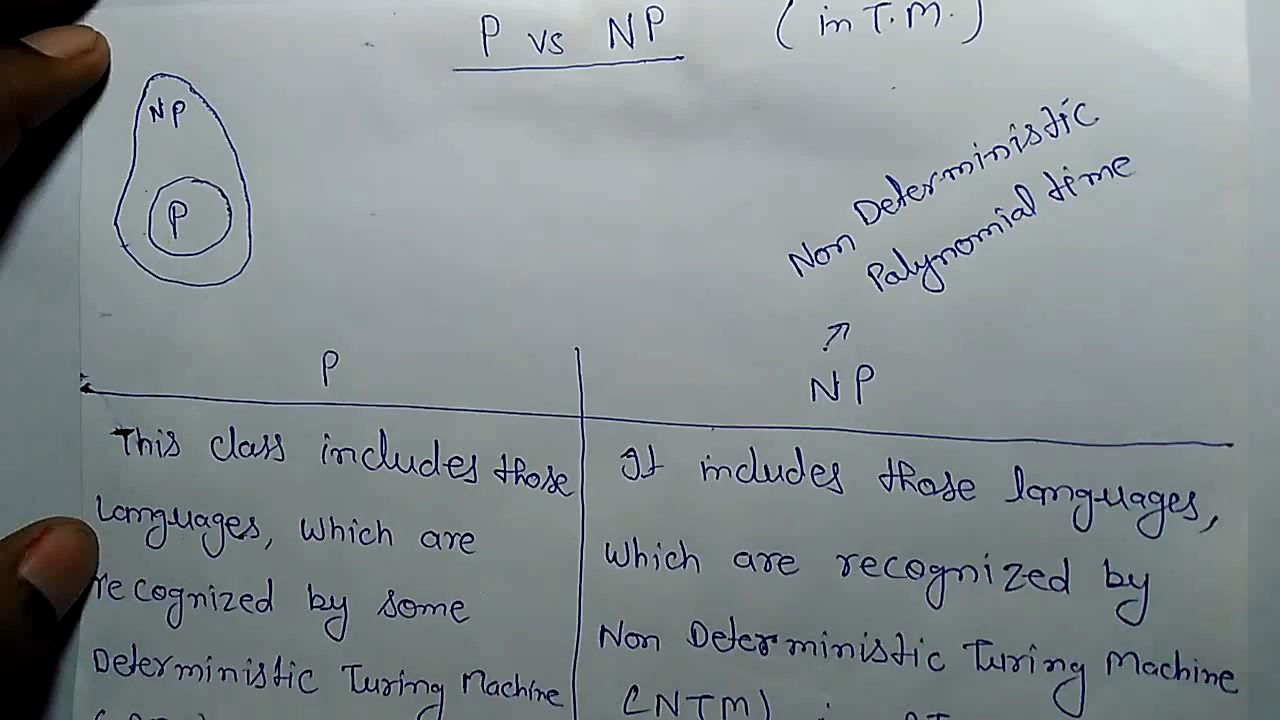 P vs NP (in T.M.)
NP
P
Non Deterministic
Polynomial time
P
NP
This class includes those
languages, which are
recognized by some
Deterministic Turing Machine
It includes those languages,
which are recognized by
Non Deterministic Turing Machine
(NTM) in